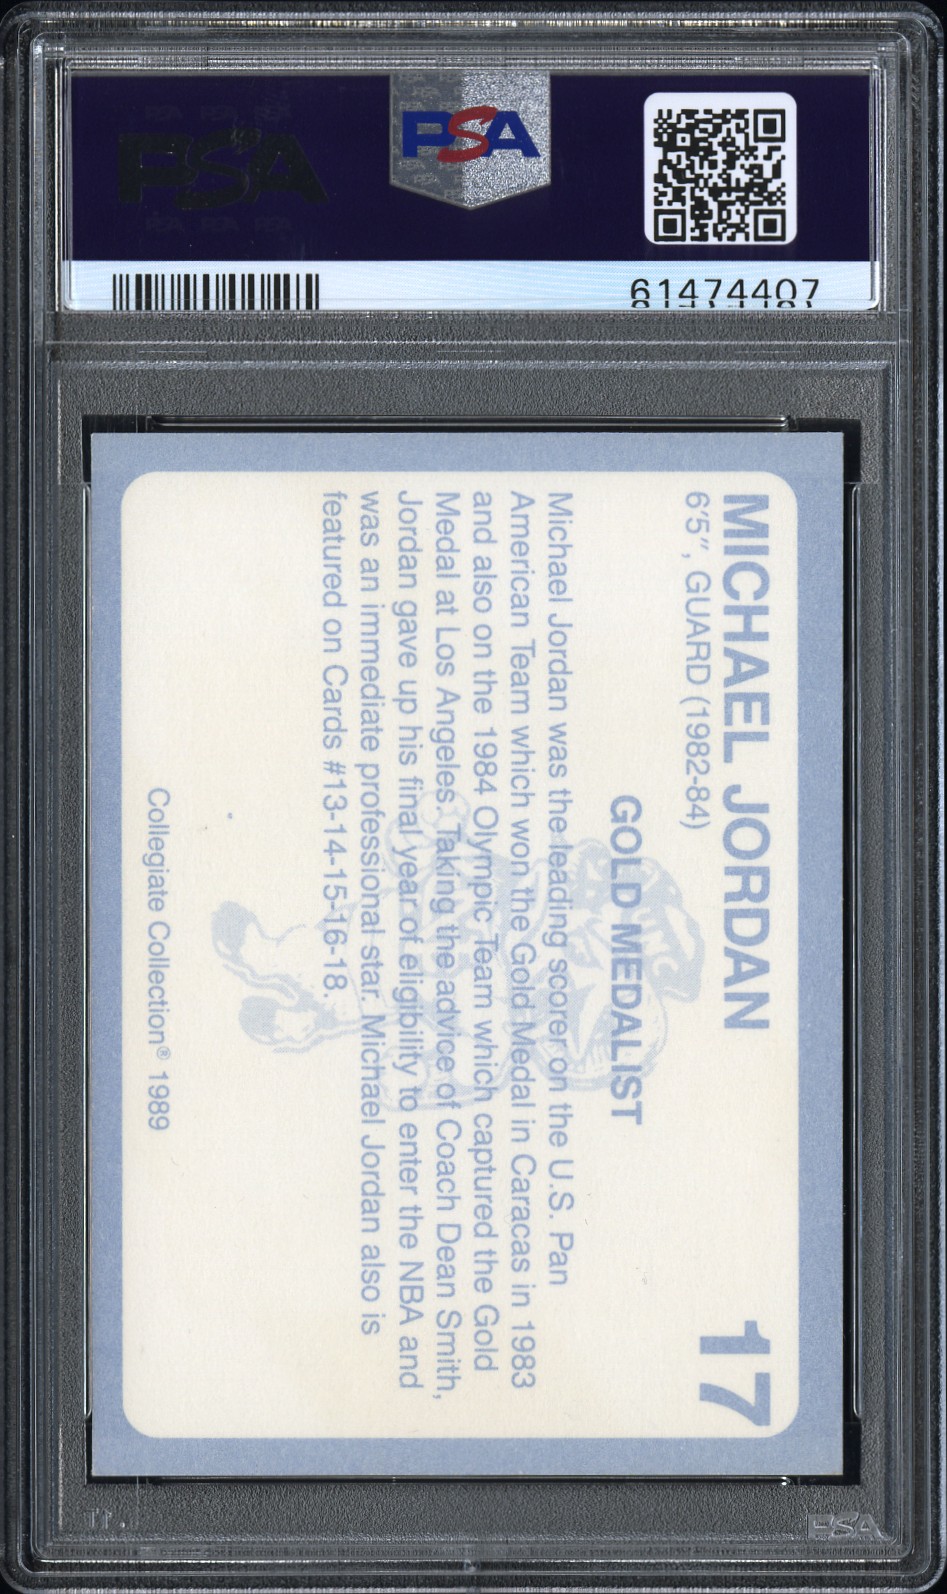 PSA
PSA
61474407
MICHAEL JORDAN
17
6'5", GUARD (1982-84)
GOLD MEDALIST
Michael Jordan was the leading scorer on the U.S. Pan
American Team which won the Gold Medal in Caracas in 1983
and also on the 1984 Olympic Team which captured the Gold
Medal at Los Angeles. Taking the advice of Coach Dean Smith,
Jordan gave up his final year of eligibility to enter the NBA and
was an immediate professional star. Michael Jordan also is
featured on Cards #13-14-15-16-18.
Collegiate Collection® 1989
PSA